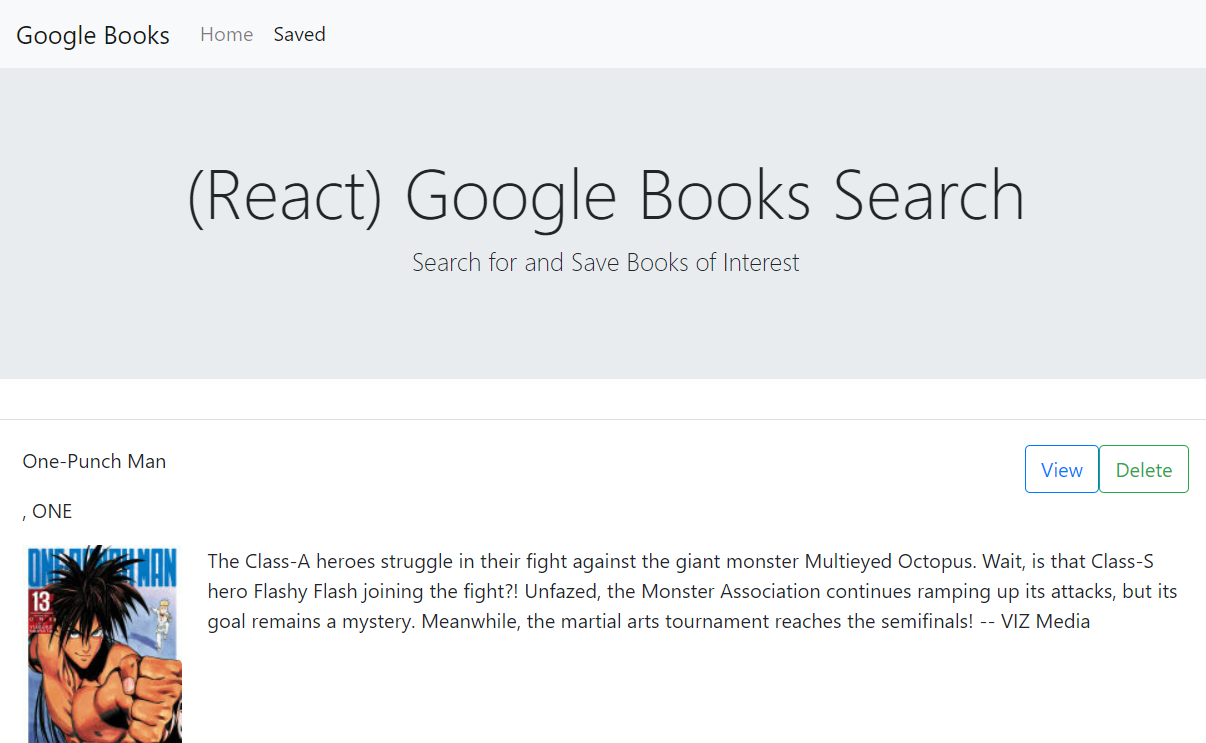 Google Books Home Saved
(React) Google Books Search
Search for and Save Books of Interest
One-Punch Man
View Delete
, ONE
13
The Class-A heroes struggle in their fight against the giant monster Multieyed Octopus. Wait, is that Class-S
hero Flashy Flash joining the fight?! Unfazed, the Monster Association continues ramping up its attacks, but its
goal remains a mystery. Meanwhile, the martial arts tournament reaches the semifinals! -- VIZ Media